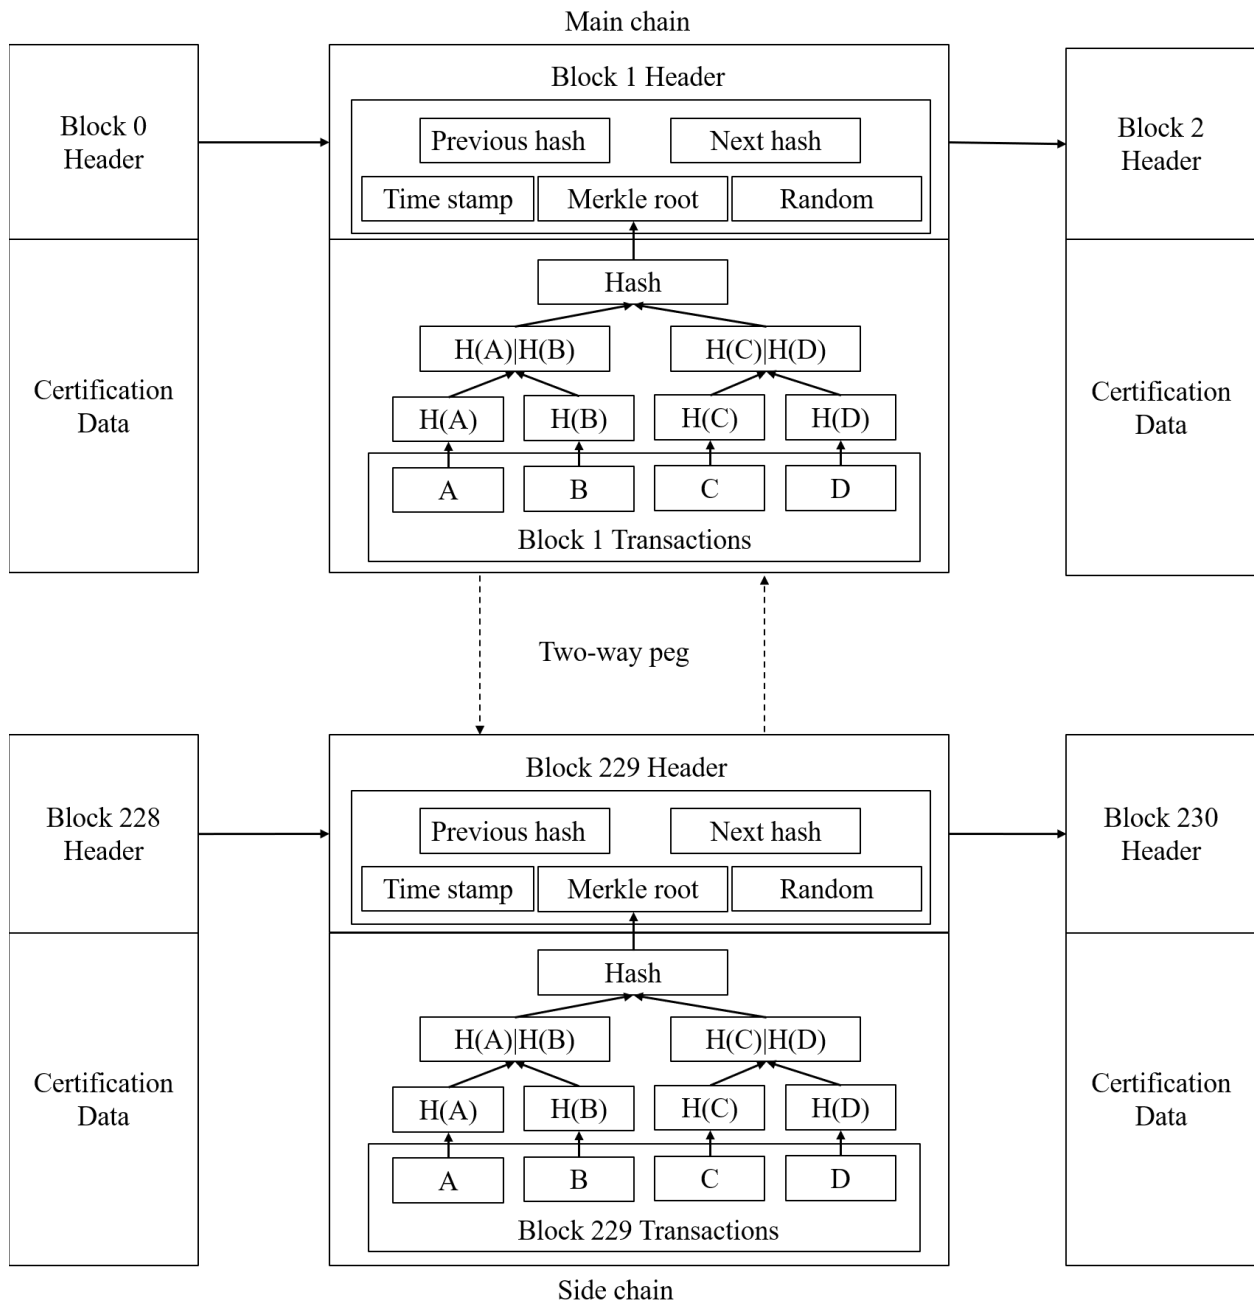 Main chain
Block 0
Header
Block 1 Header
Previous hash
Next hash
Time stamp
Merkle root
Random
Block 2
Header
Certification
Data
Hash
H(A)|H(B)
H(C)|H(D)
H(A)
H(B)
H(C)
H(D)
A
B
C
D
Block 1 Transactions
Certification
Data
Two-way peg
Block 228
Header
Block 229 Header
Previous hash
Next hash
Time stamp
Merkle root
Random
Block 230
Header
Certification
Data
Hash
H(A)|H(B)
H(C)|H(D)
H(A)
H(B)
H(C)
H(D)
A
B
C
D
Block 229 Transactions
Certification
Data
Side chain